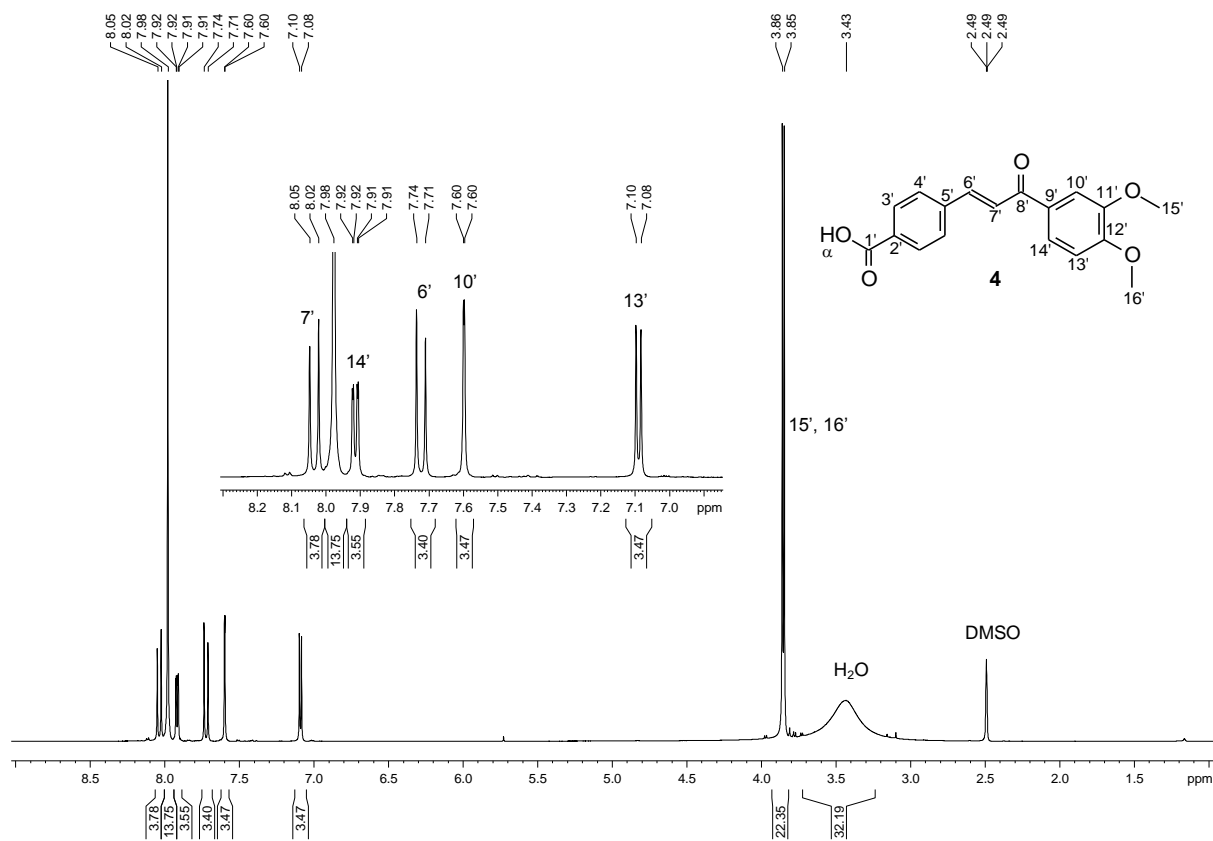 8.05 8.02 7.98 7.92 7.92 7.91 7.91 7.74 7.71 7.60 7.60 7.10 7.08 3.86 3.85 3.43 2.49 2.49 2.49
8.05 8.02 7.98 7.92 7.92 7.91 7.91 7.74 7.71 7.60 7.60 7.10 7.08
O
3' 4' 5' 6' 7' 8' 9' 10' 11' O 15'
HO α 1' 2' 14' 13' 12' O
O 4 16'
7' 14' 6' 10' 13'
15', 16'
8.2 8.1 8.0 7.9 7.8 7.7 7.6 7.5 7.4 7.3 7.2 7.1 7.0 ppm
3.78 13.75 3.55 3.40 3.47 3.47
DMSO
H2O
8.5 8.0 7.5 7.0 6.5 6.0 5.5 5.0 4.5 4.0 3.5 3.0 2.5 2.0 1.5 ppm
3.78 13.75 3.55 3.40 3.47 3.47 22.35 32.19